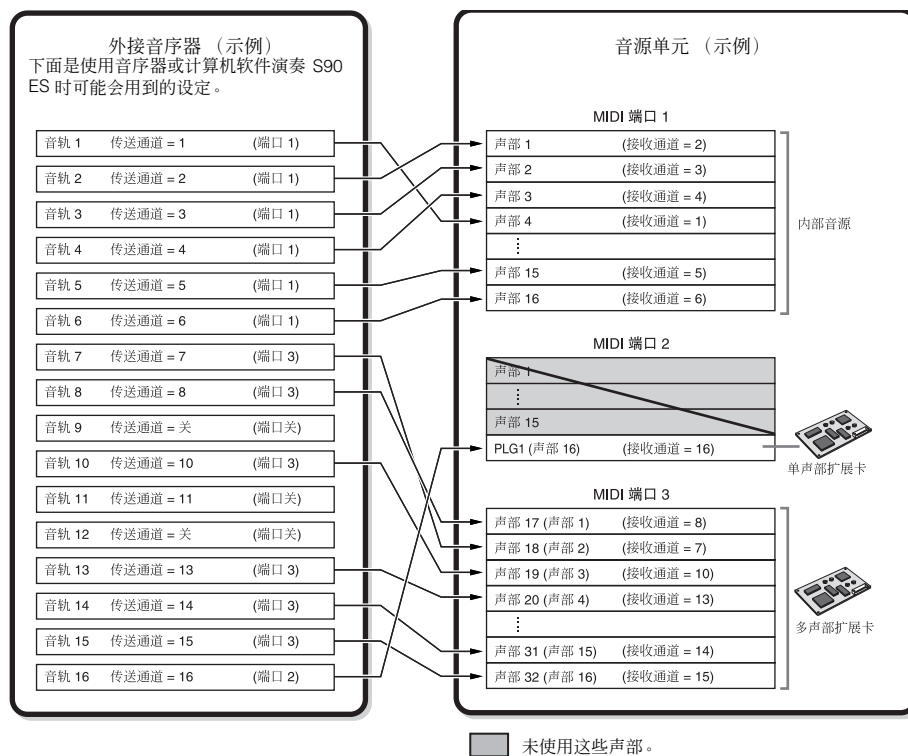 外接音序器 （示例）
下面是使用音序器或计算机软件演奏 S90
ES 时可能会用到的设定。
音轨 1 传送通道 = 1 (端口 1)
音轨 2 传送通道 = 2 (端口 1)
音轨 3 传送通道 = 3 (端口 1)
音轨 4 传送通道 = 4 (端口 1)
音轨 5 传送通道 = 5 (端口 1)
音轨 6 传送通道 = 6 (端口 1)
音轨 7 传送通道 = 7 (端口 3)
音轨 8 传送通道 = 8 (端口 3)
音轨 9 传送通道 = 关 (端口关)
音轨 10 传送通道 = 10 (端口 3)
音轨 11 传送通道 = 11 (端口关)
音轨 12 传送通道 = 关 (端口关)
音轨 13 传送通道 = 13 (端口 3)
音轨 14 传送通道 = 14 (端口 3)
音轨 15 传送通道 = 15 (端口 3)
音轨 16 传送通道 = 16 (端口 2)
音源单元 （示例）
MIDI 端口 1
声部 1 (接收通道 = 2)
声部 2 (接收通道 = 3)
声部 3 (接收通道 = 4)
声部 4 (接收通道 = 1)
声部 15 (接收通道 = 5)
声部 16 (接收通道 = 6)
内部音源
MIDI 端口 2
声部 1
声部 15
PLG1 (声部 16) (接收通道 = 16)
单声部扩展卡
MIDI 端口 3
声部 17 (声部 1) (接收通道 = 8)
声部 18 (声部 2) (接收通道 = 7)
声部 19 (声部 3) (接收通道 = 10)
声部 20 (声部 4) (接收通道 = 13)
声部 31 (声部 15) (接收通道 = 14)
声部 32 (声部 16) (接收通道 = 15)
多声部扩展卡
未使用这些声部。